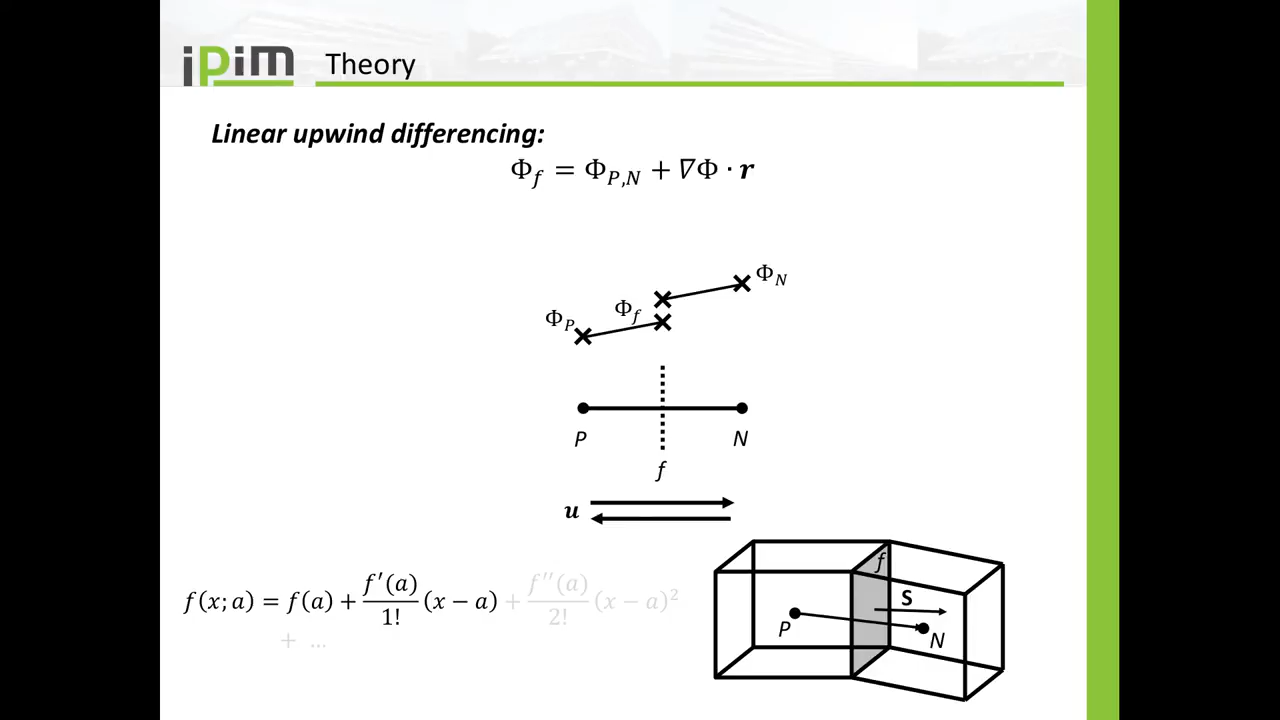 iPim
Theory
Linear upwind differencing:
Φ_f = Φ_{P,N} + ∇Φ · r
Φ_N
Φ_f
Φ_P
P
N
f
u
f(x; a) = f(a) + f′(a)/1! (x − a) + f″(a)/2! (x − a)²
+ …
f
S
P
N